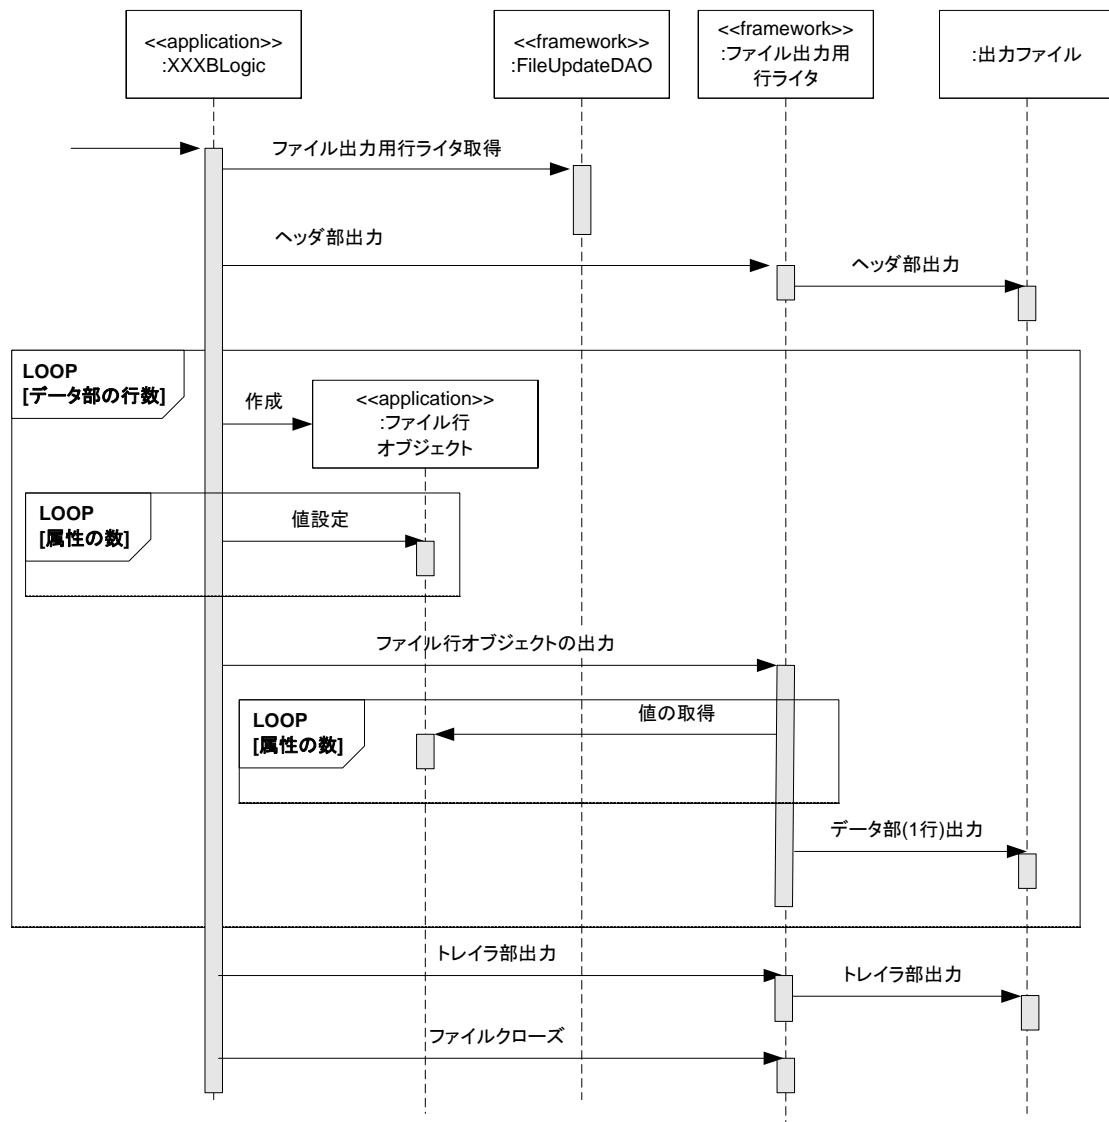 <<application>>
:XXXBLogic
<<framework>>
:FileUpdateDAO
<<framework>>
:ファイル出力用
行ライタ
:出力ファイル
ファイル出力用行ライタ取得
ヘッダ部出力
ヘッダ部出力
LOOP
[データ部の行数]
作成
<<application>>
:ファイル行
オブジェクト
LOOP
[属性の数]
値設定
ファイル行オブジェクトの出力
LOOP
[属性の数]
値の取得
データ部(1行)出力
トレイラ部出力
トレイラ部出力
ファイルクローズ